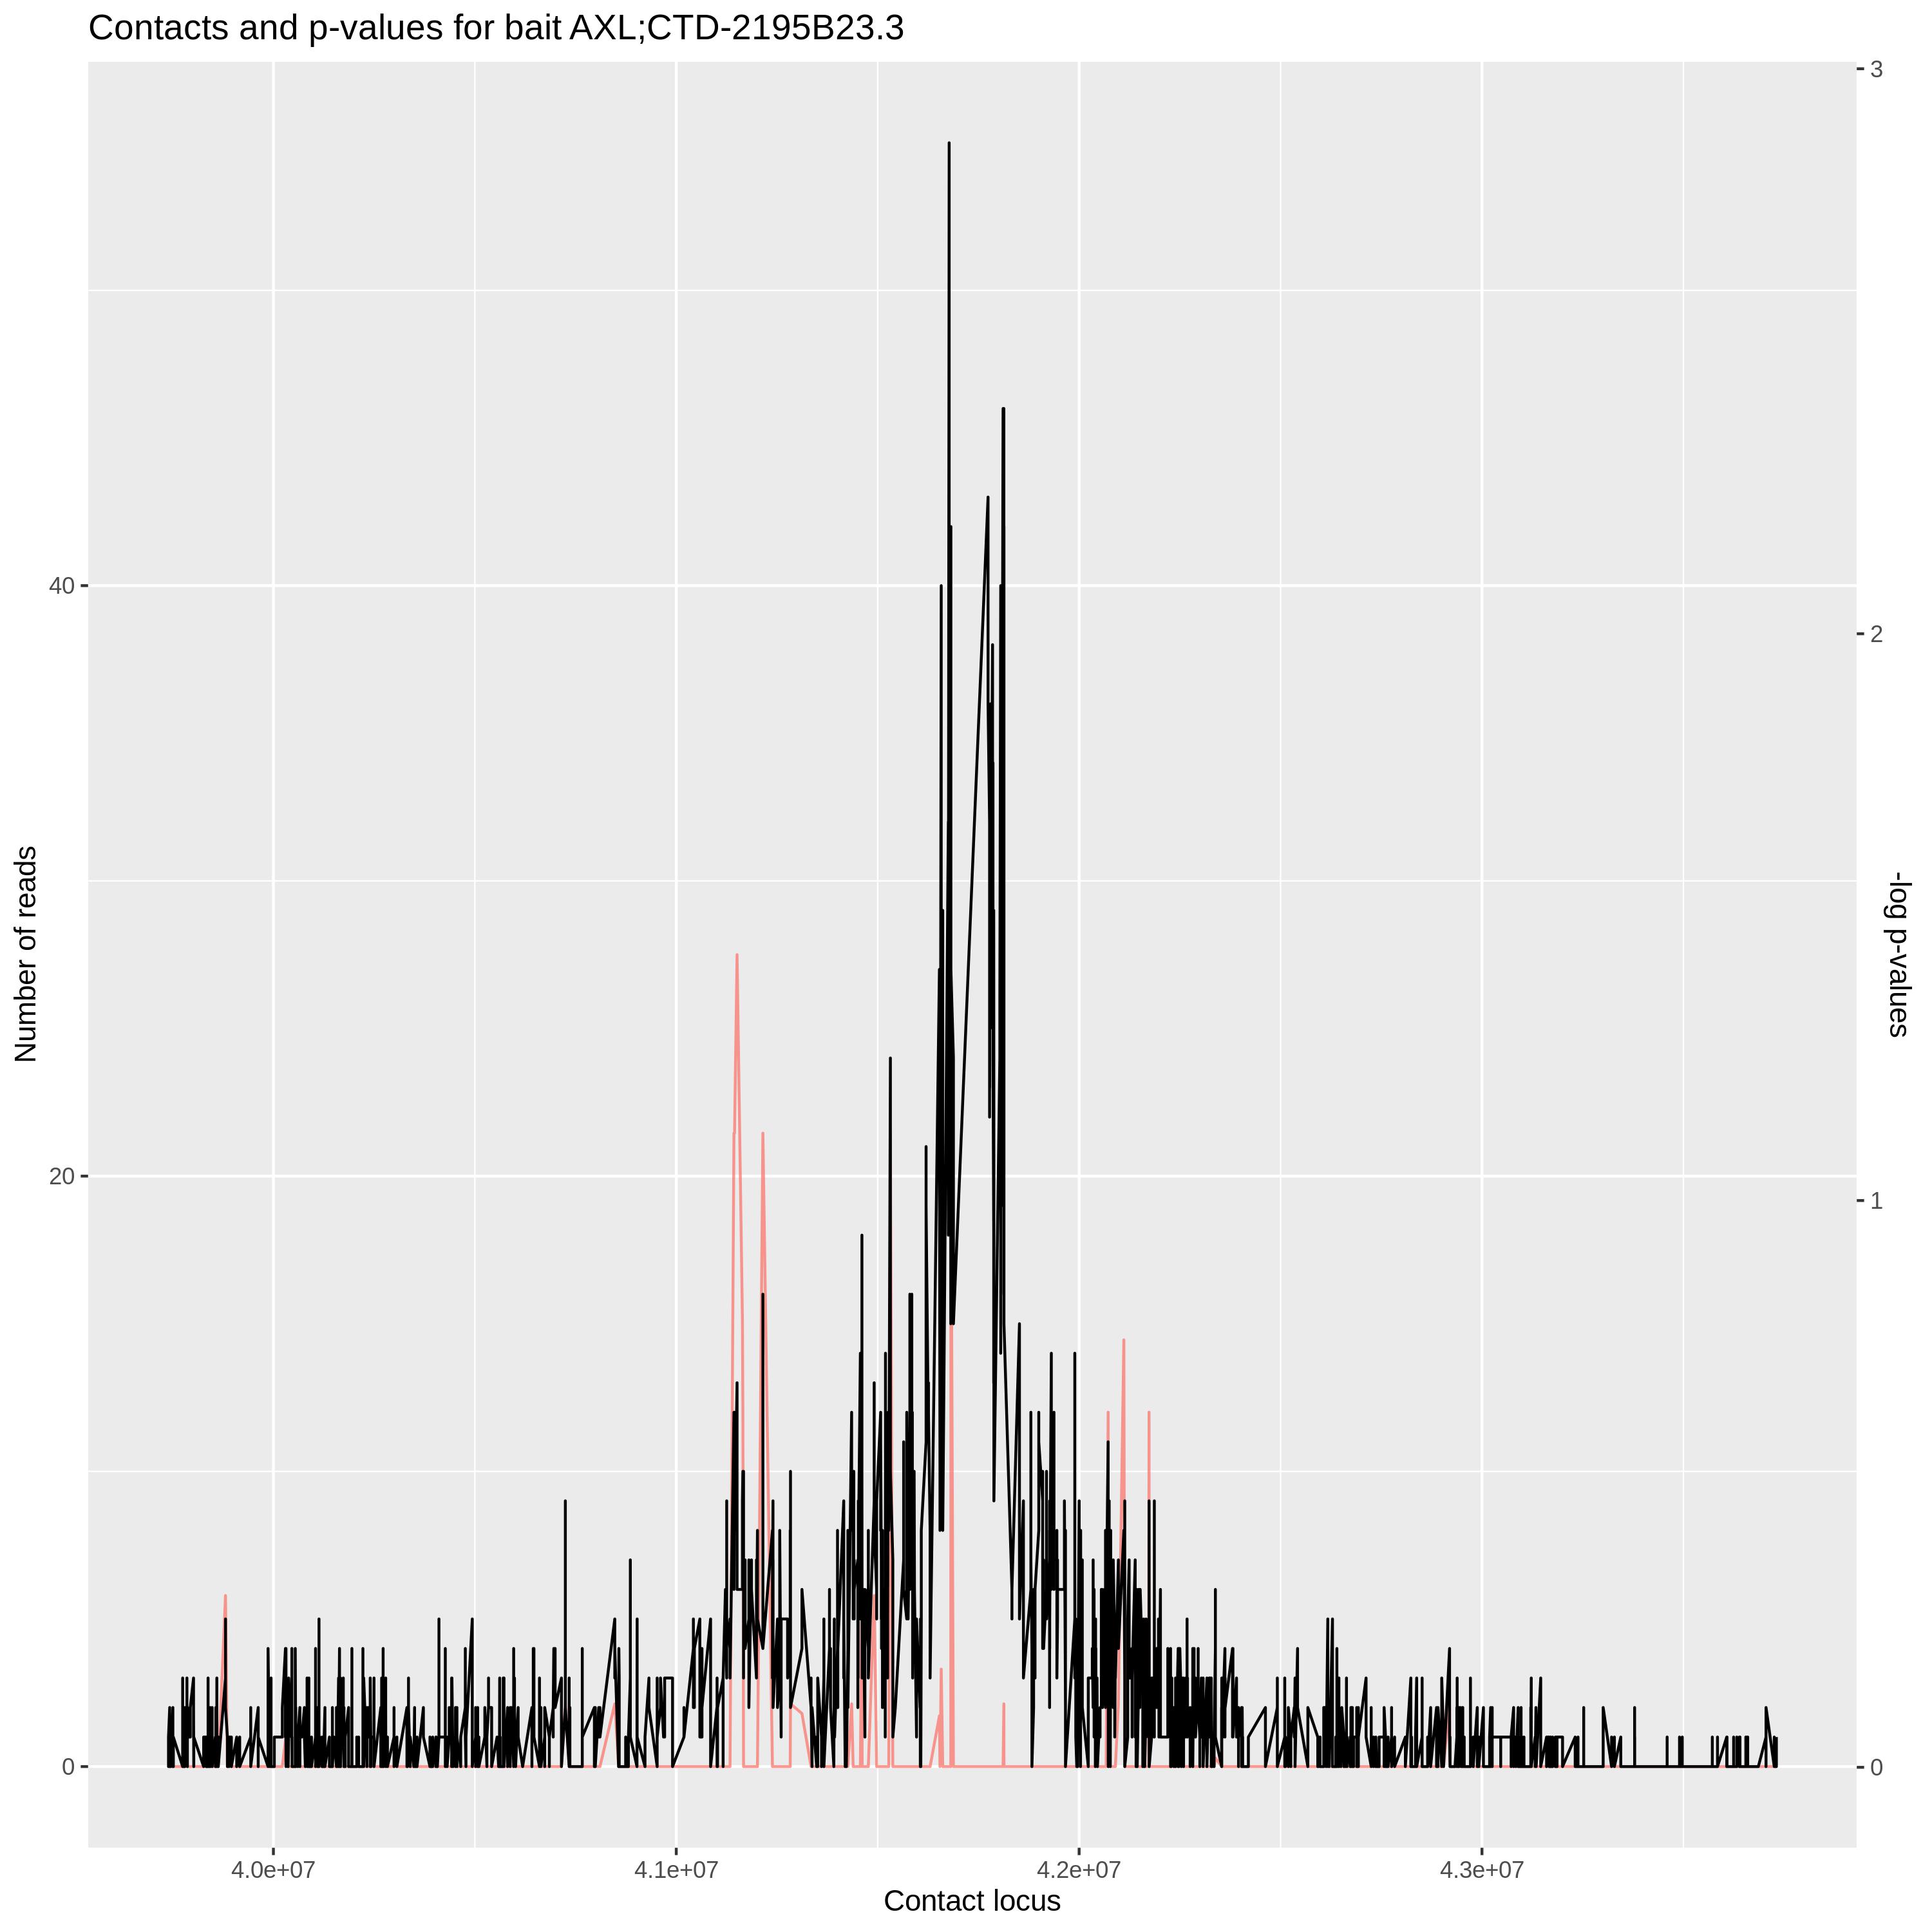 Contacts and p-values for bait AXL;CTD-2195B23.3
3
40
2
Number of reads
-log p-values
20
1
0
0
4.0e+07
4.1e+07
4.2e+07
4.3e+07
Contact locus